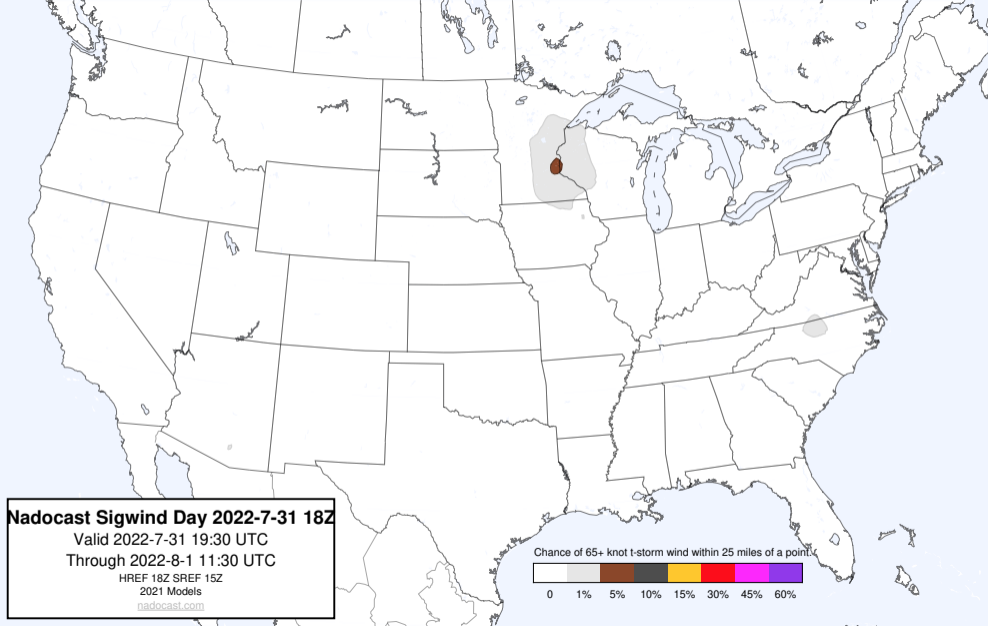 Nadocast Sigwind Day 2022-7-31 18Z
Valid 2022-7-31 19:30 UTC
Through 2022-8-1 11:30 UTC
HREF 18Z SREF 15Z
2021 Models
nadocast.com
Chance of 65+ knot t-storm wind within 25 miles of a point.
0 1% 5% 10% 15% 30% 45% 60%